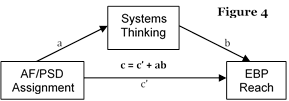 Figure 4
Systems
Thinking
a
b
AF/PSD
Assignment
c = c' + ab
c'
EBP
Reach